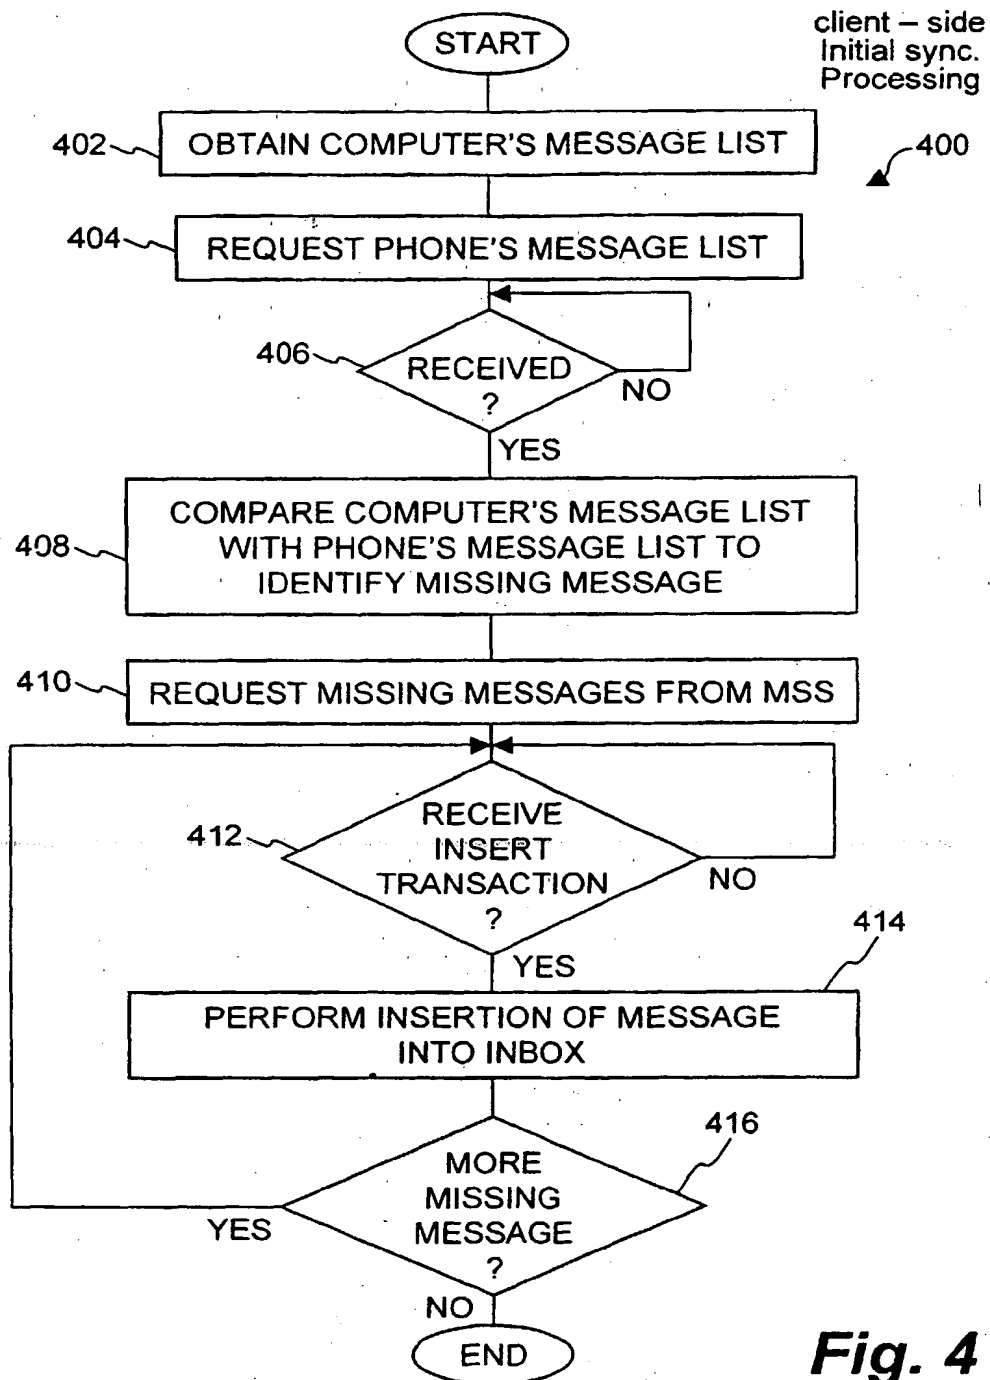 START
client – side
Initial sync.
Processing
402
OBTAIN COMPUTER'S MESSAGE LIST
400
404
REQUEST PHONE'S MESSAGE LIST
406
RECEIVED
?
NO
YES
408
COMPARE COMPUTER'S MESSAGE LIST
WITH PHONE'S MESSAGE LIST TO
IDENTIFY MISSING MESSAGE
410
REQUEST MISSING MESSAGES FROM MSS
412
RECEIVE
INSERT
TRANSACTION
?
NO
YES
414
PERFORM INSERTION OF MESSAGE
INTO INBOX
416
MORE
MISSING
MESSAGE
?
YES
NO
END
Fig. 4